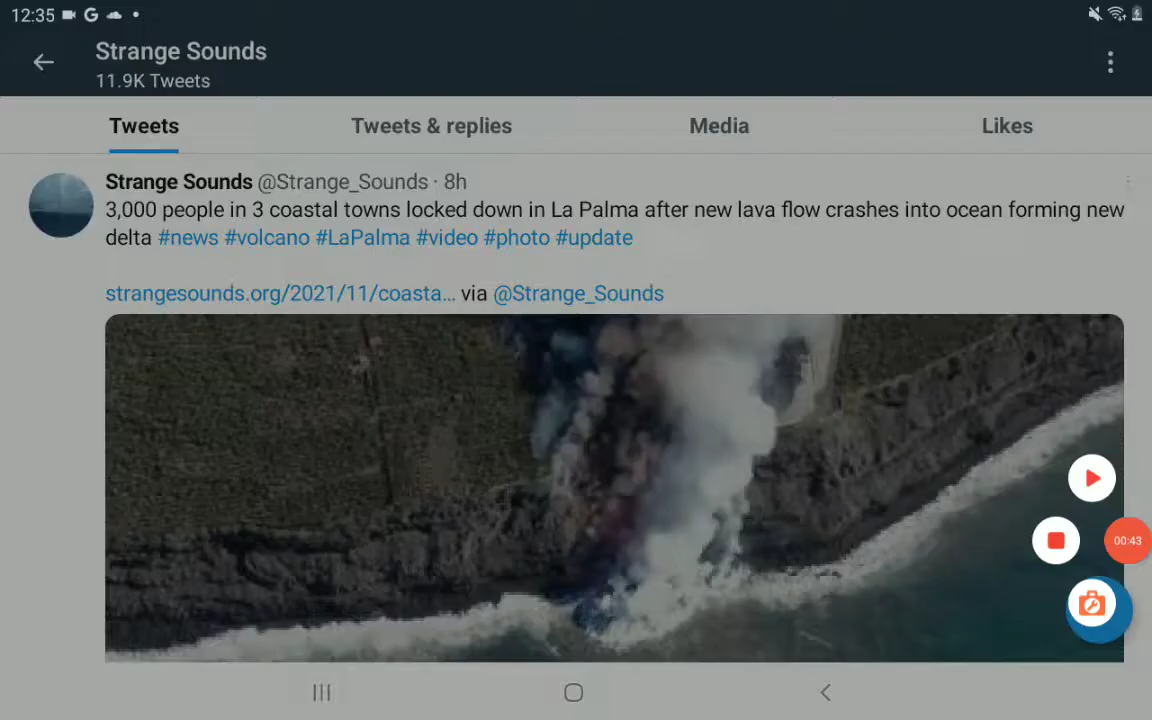 12:35
Strange Sounds
11.9K Tweets
Tweets
Tweets & replies
Media
Likes
Strange Sounds @Strange_Sounds · 8h
3,000 people in 3 coastal towns locked down in La Palma after new lava flow crashes into ocean forming new
delta #news #volcano #LaPalma #video #photo #update
strangesounds.org/2021/11/coasta... via @Strange_Sounds
00:43